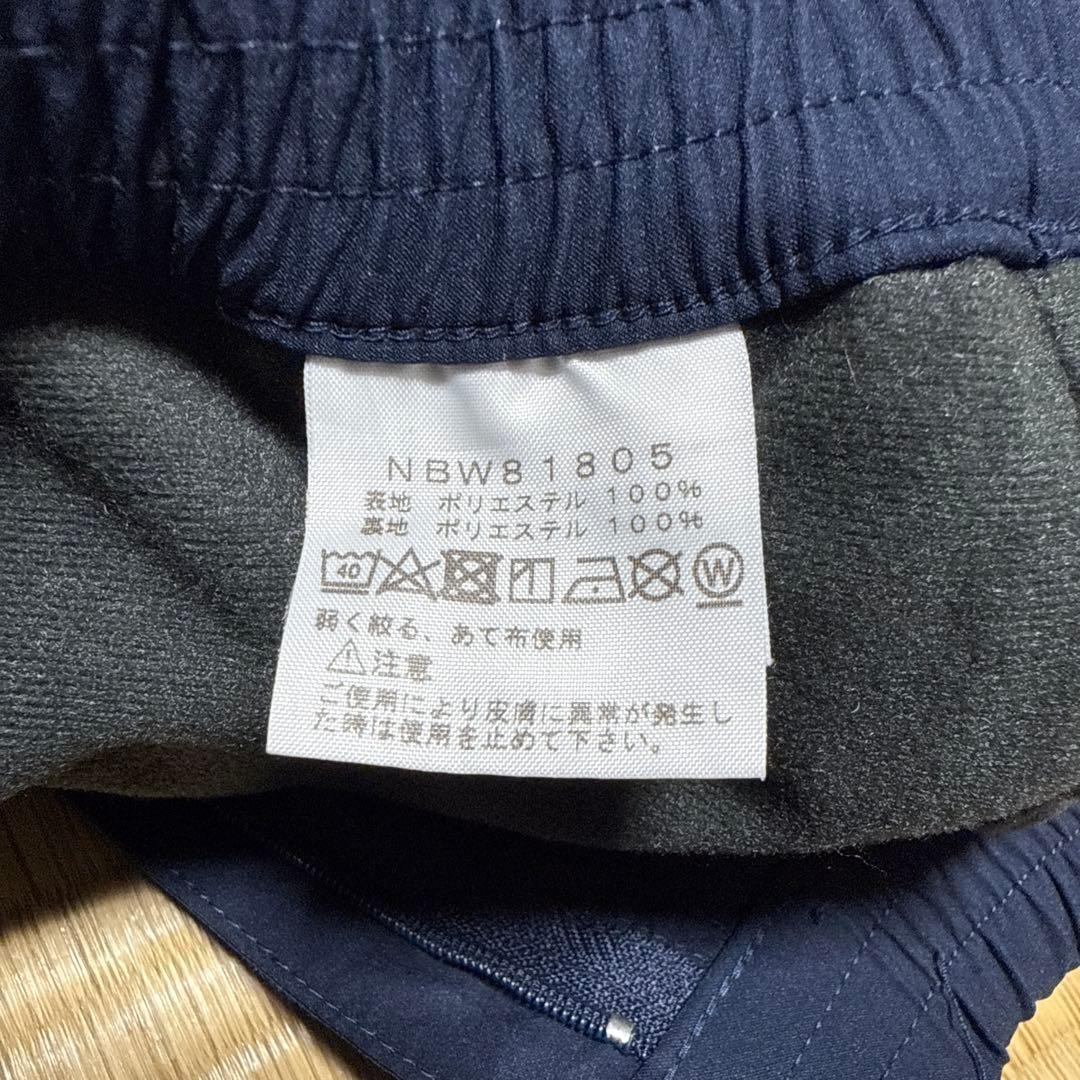 NBW81805
表地 ポリエステル 100%
裏地 ポリエステル 100%
40 W
弱く絞る、あて布使用
注意
ご使用により皮膚に異常が発生し
た時は使用を止めて下さい。